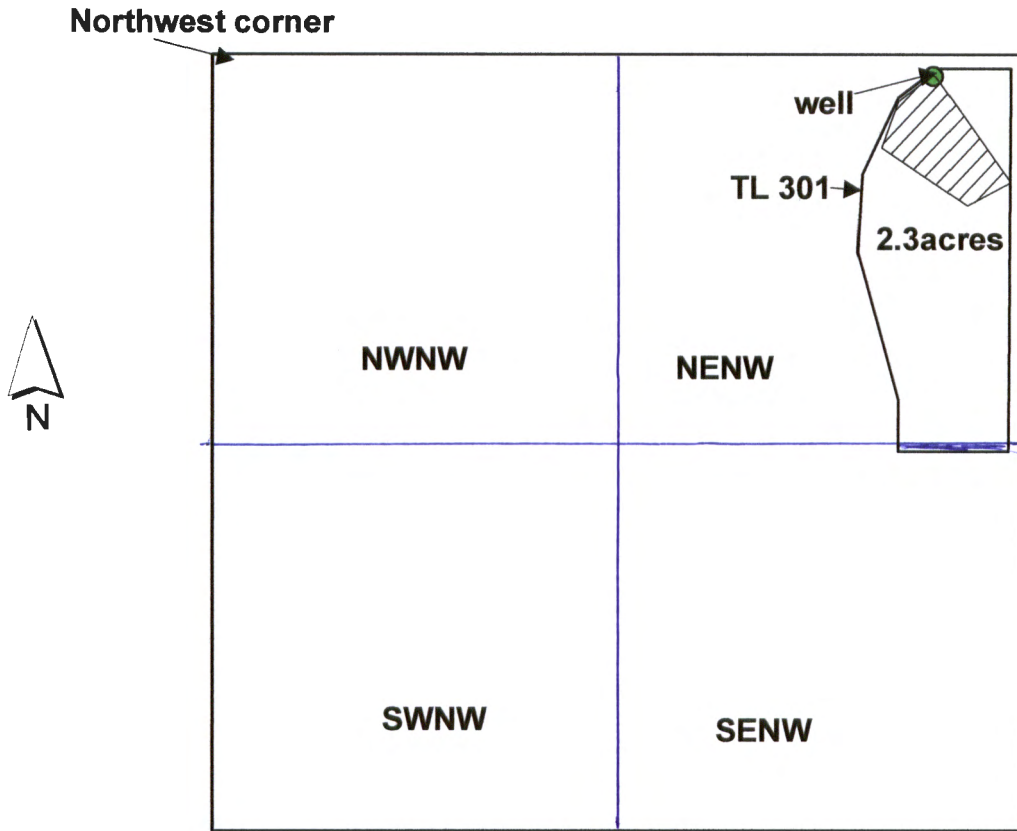 Northwest corner
well
TL 301
2.3acres
NWNW
NENW
N
SWNW
SENW